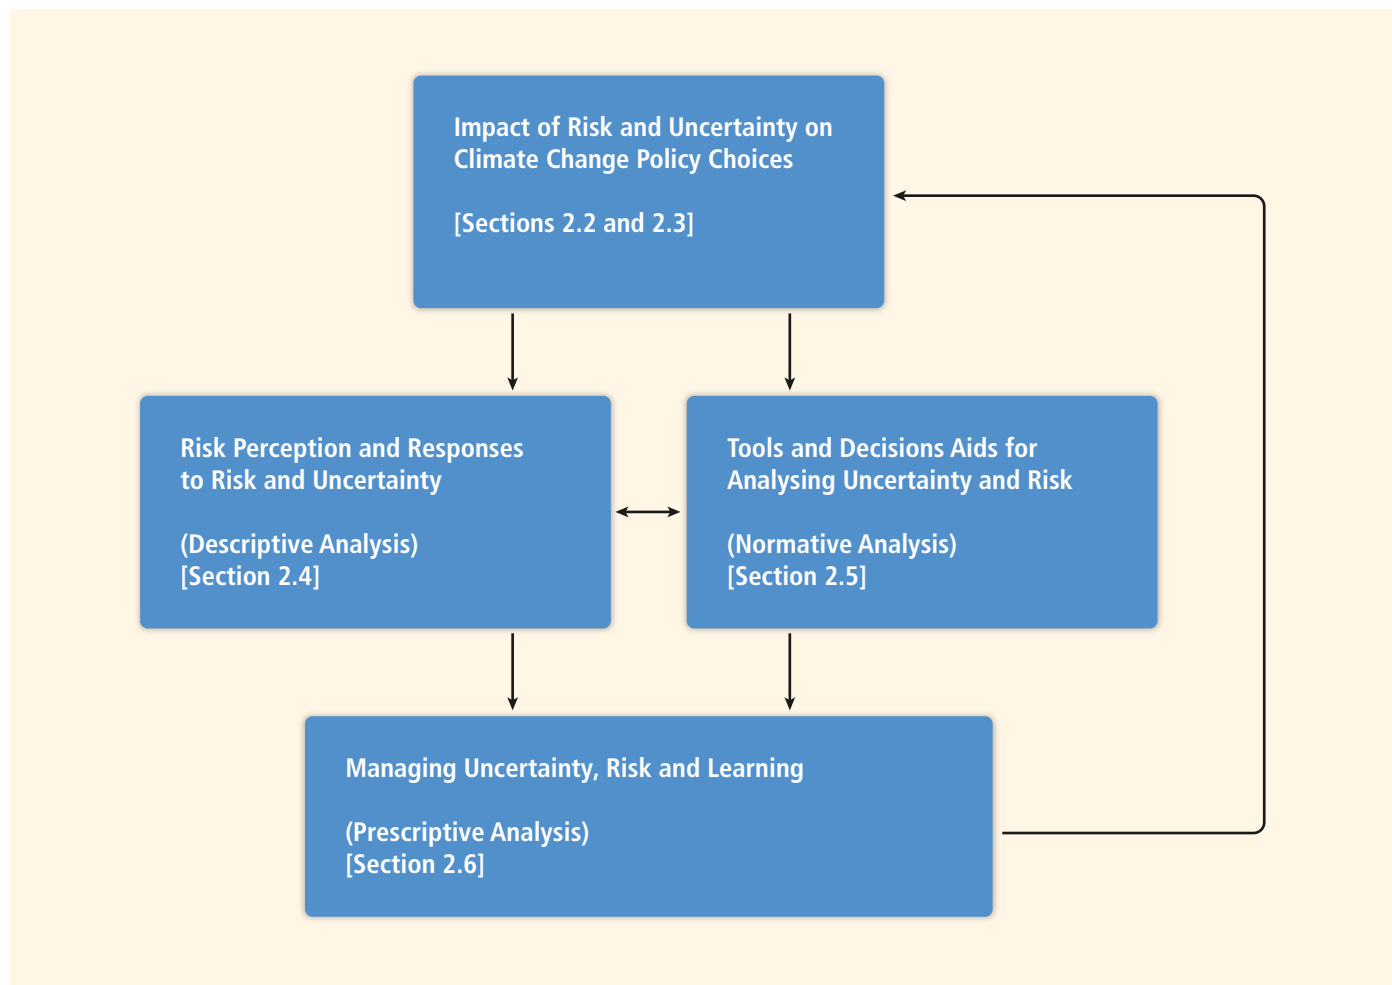 Impact of Risk and Uncertainty on
Climate Change Policy Choices
[Sections 2.2 and 2.3]
Risk Perception and Responses
to Risk and Uncertainty
(Descriptive Analysis)
[Section 2.4]
Tools and Decisions Aids for
Analysing Uncertainty and Risk
(Normative Analysis)
[Section 2.5]
Managing Uncertainty, Risk and Learning
(Prescriptive Analysis)
[Section 2.6]